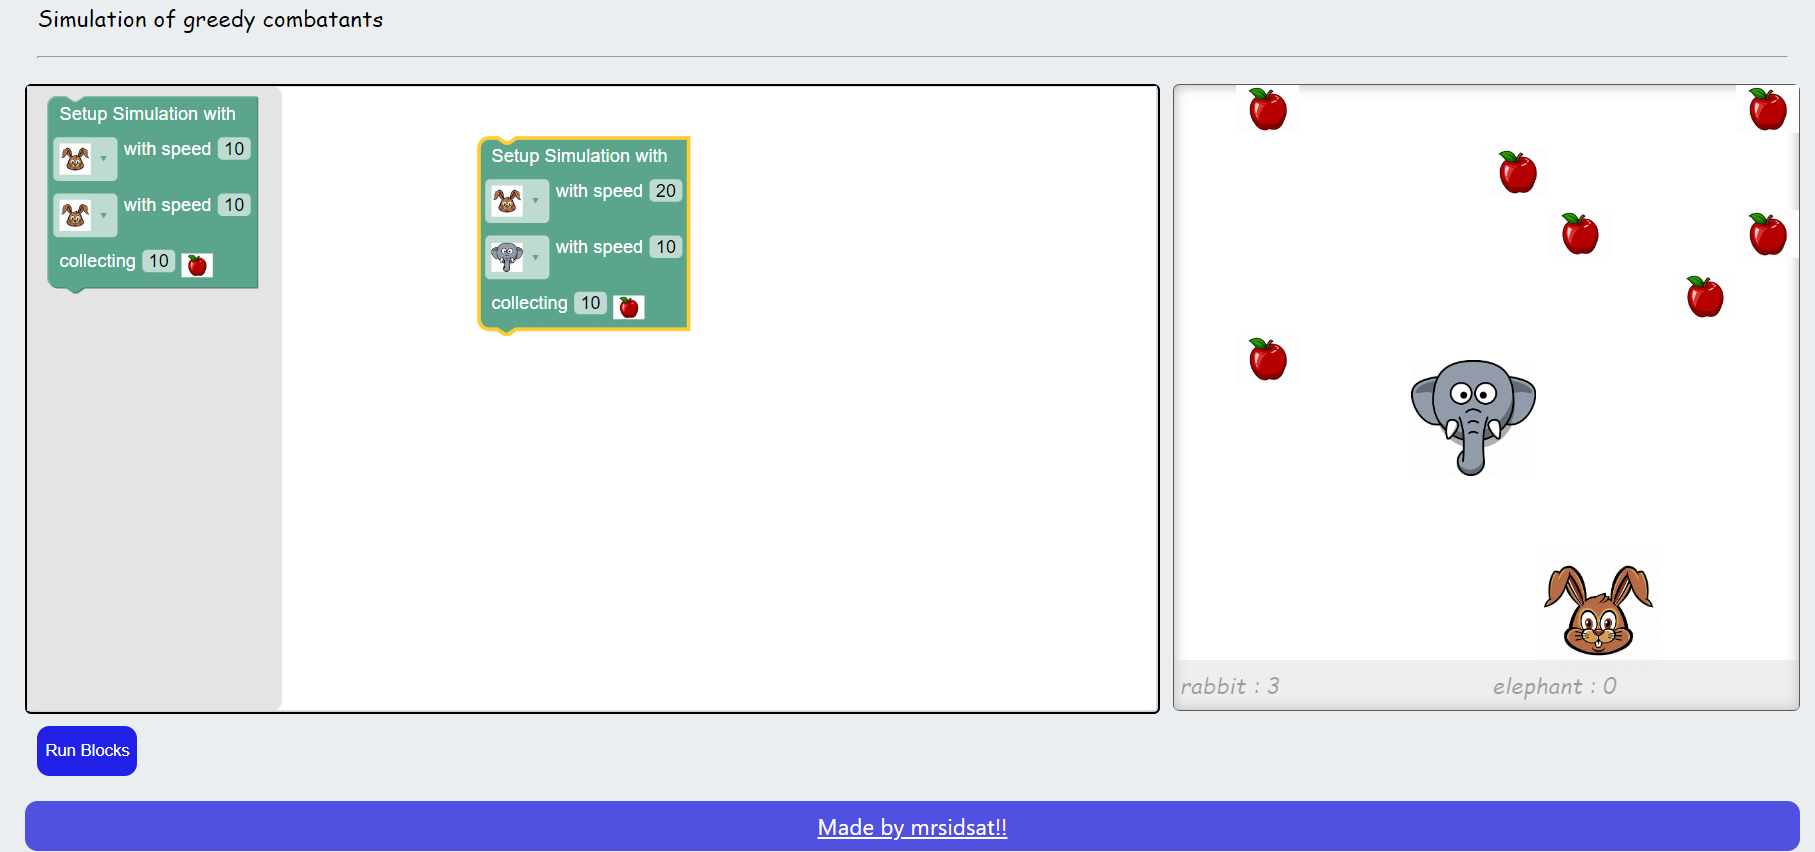 Simulation of greedy combatants
Setup Simulation with
with speed 10
with speed 10
collecting 10
Setup Simulation with
with speed 20
with speed 10
collecting 10
rabbit : 3
elephant : 0
Run Blocks
Made by mrsidsat!!